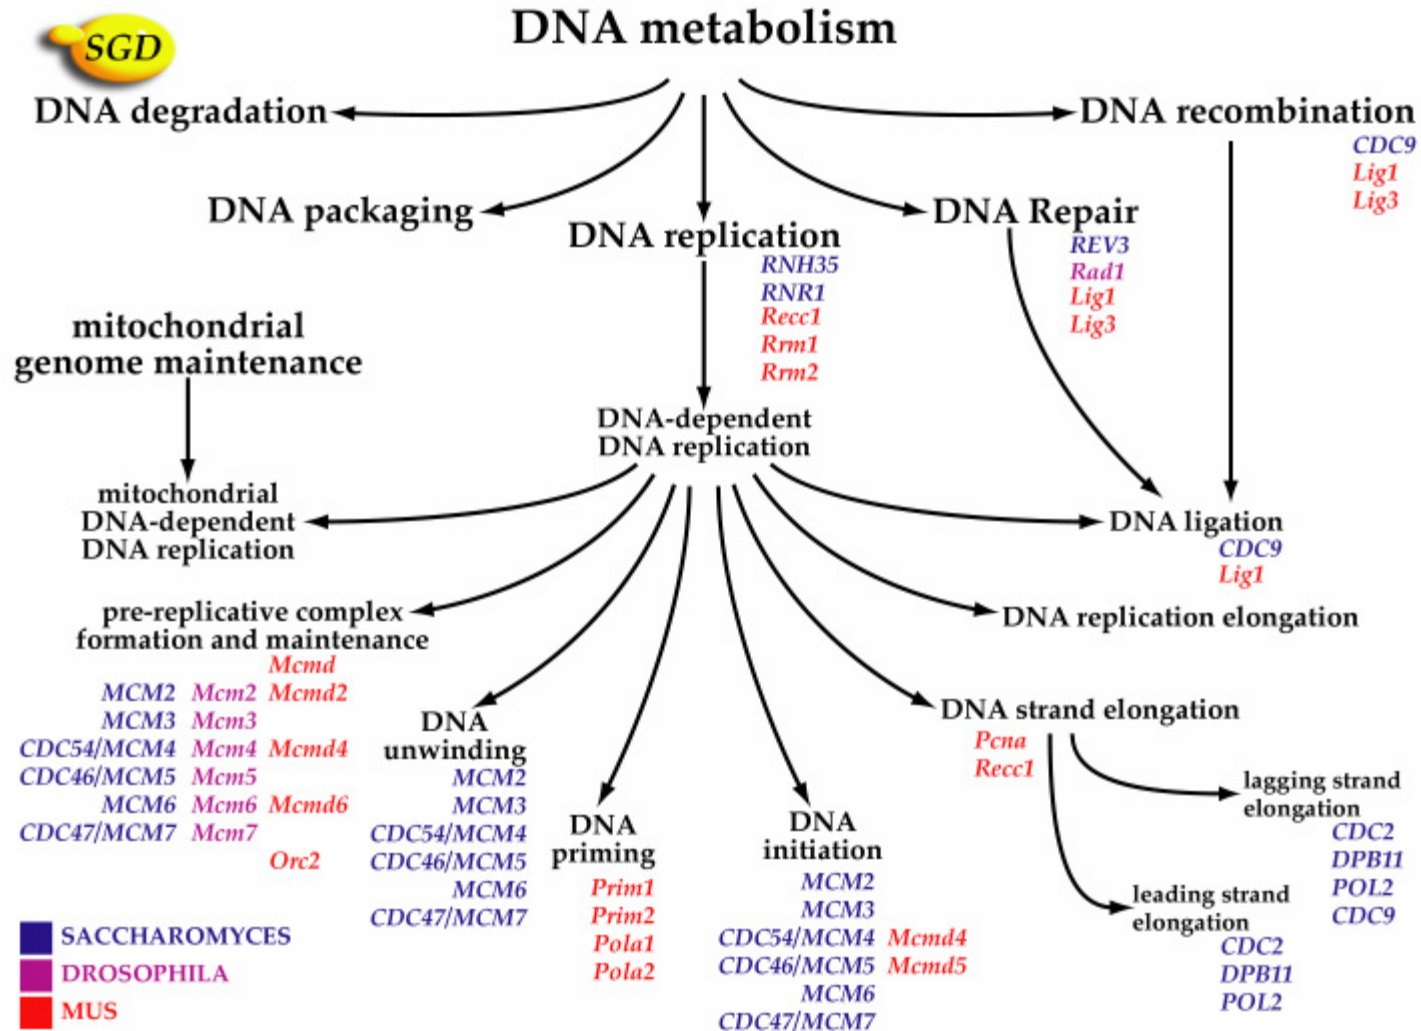 DNA metabolism
SGD
DNA degradation
DNA recombination
CDC9
Lig1
Lig3
DNA packaging
DNA replication
RNH35
RNR1
Recc1
Rrm1
Rrm2
DNA Repair
REV3
Rad1
Lig1
Lig3
mitochondrial
genome maintenance
DNA-dependent
DNA replication
mitochondrial
DNA-dependent
DNA replication
DNA ligation
CDC9
Lig1
pre-replicative complex
formation and maintenance
Mcmd
MCM2 Mcm2 Mcmd2
MCM3 Mcm3
CDC54/MCM4 Mcm4 Mcmd4
CDC46/MCM5 Mcm5
MCM6 Mcm6 Mcmd6
CDC47/MCM7 Mcm7
Orc2
DNA
unwinding
MCM2
MCM3
CDC54/MCM4
CDC46/MCM5
MCM6
CDC47/MCM7
DNA
priming
Prim1
Prim2
Pola1
Pola2
DNA
initiation
MCM2
MCM3
CDC54/MCM4 Mcmd4
CDC46/MCM5 Mcmd5
MCM6
CDC47/MCM7
DNA replication elongation
DNA strand elongation
Pcna
Recc1
lagging strand
elongation
CDC2
DPB11
POL2
CDC9
leading strand
elongation
CDC2
DPB11
POL2
SACCHAROMYCES
DROSOPHILA
MUS